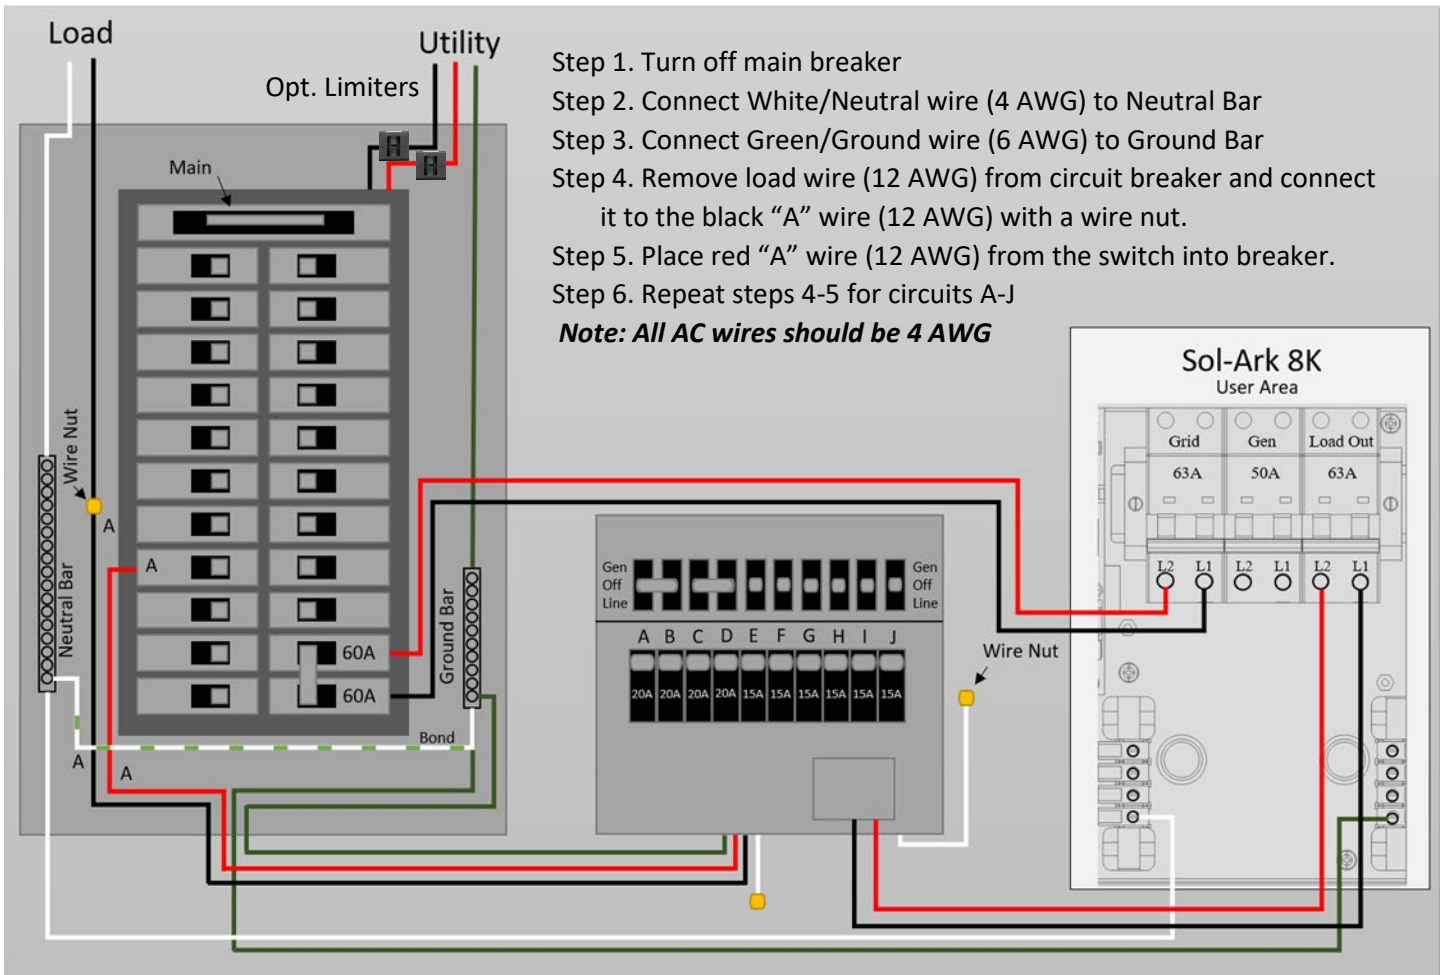 Load
Utility
Opt. Limiters
Step 1. Turn off main breaker
Step 2. Connect White/Neutral wire (4 AWG) to Neutral Bar
Step 3. Connect Green/Ground wire (6 AWG) to Ground Bar
Step 4. Remove load wire (12 AWG) from circuit breaker and connect
it to the black “A” wire (12 AWG) with a wire nut.
Step 5. Place red “A” wire (12 AWG) from the switch into breaker.
Step 6. Repeat steps 4-5 for circuits A-J
Note: All AC wires should be 4 AWG
Main
Wire Nut
A
A
Neutral Bar
60A
60A
Ground Bar
Bond
A
A
Gen
Off
Line
Gen
Off
Line
A B C D E F G H I J
20A 20A 20A 20A 15A 15A 15A 15A 15A 15A
Wire Nut
Sol-Ark 8K
User Area
Grid Gen Load Out
63A 50A 63A
L2 L1 L2 L1 L2 L1